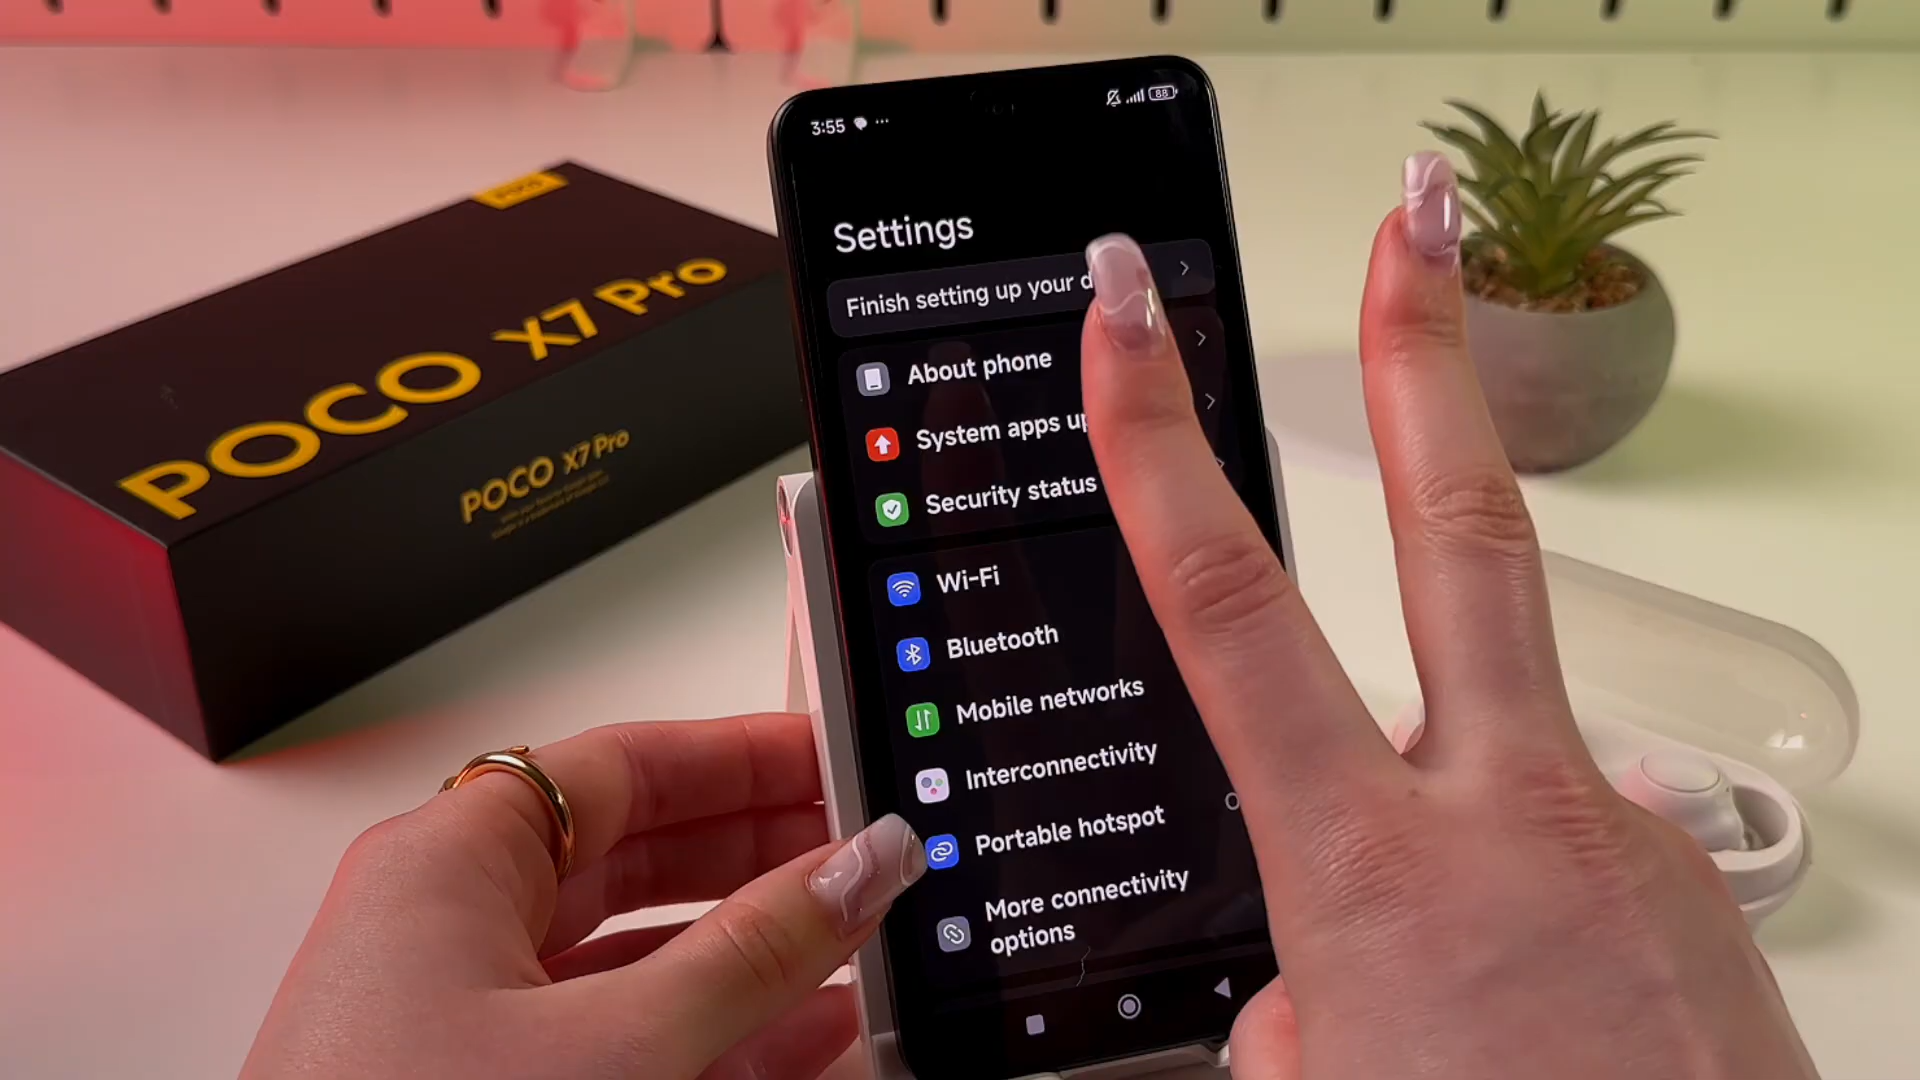 POCO X7 Pro
POCO X7 Pro
3:55
88
Settings
Finish setting up your d
About phone
System apps up
Security status
Wi-Fi
Bluetooth
Mobile networks
Interconnectivity
Portable hotspot
O
More connectivity
options